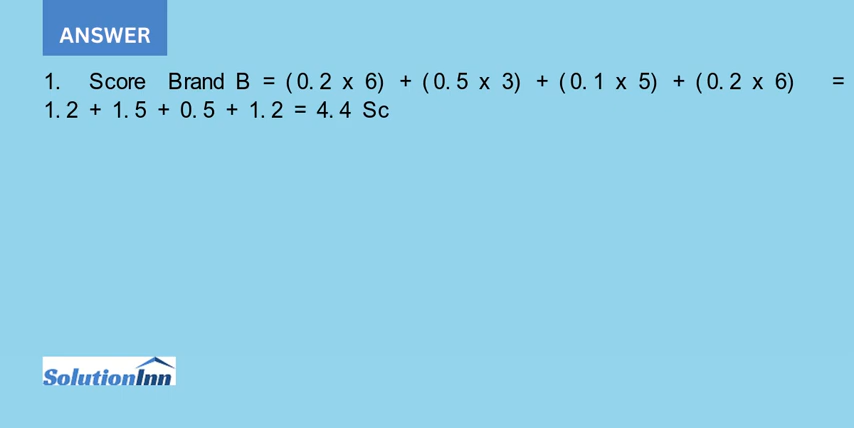 ANSWER
1. Score Brand B = (0.2 x 6) + (0.5 x 3) + (0.1 x 5) + (0.2 x 6) =
1.2 + 1.5 + 0.5 + 1.2 = 4.4 Sc
SolutionInn